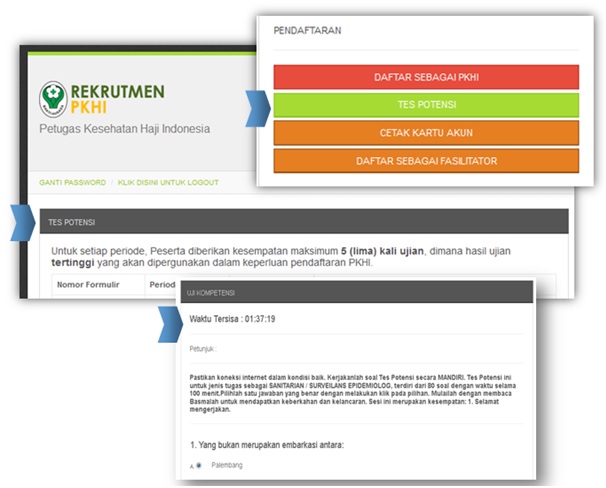 PENDAFTARAN
DAFTAR SEBAGAI PKHI
TES POTENSI
CETAK KARTU AKUN
DAFTAR SEBAGAI FASILITATOR
REKRUTMEN
PKHI
Petugas Kesehatan Haji Indonesia
GANTI PASSWORD / KLIK DISINI UNTUK LOGOUT
TES POTENSI
Untuk setiap periode, Peserta diberikan kesempatan maksimum 5 (lima) kali ujian, dimana hasil ujian
tertinggi yang akan dipergunakan dalam keperluan pendaftaran PKHI.
Nomor Formulir Period
UJI KOMPETENSI
Waktu Tersisa : 01:37:19
Petunjuk :
Pastikan koneksi internet dalam kondisi baik. Kerjakanlah soal Tes Potensi secara MANDIRI. Tes Potensi ini
untuk jenis tugas sebagai SANITARIAN / SURVEILANS EPIDEMIOLOG, terdiri dari 80 soal dengan waktu selama
100 menit.Pilihlah satu jawaban yang benar dengan melakukan klik pada pilihan. Mulailah dengan membaca
Basmalah untuk mendapatkan keberkahan dan kelancaran. Sesi ini merupakan kesempatan: 1. Selamat
mengerjakan.
1. Yang bukan merupakan embarkasi antara:
A. Palembang